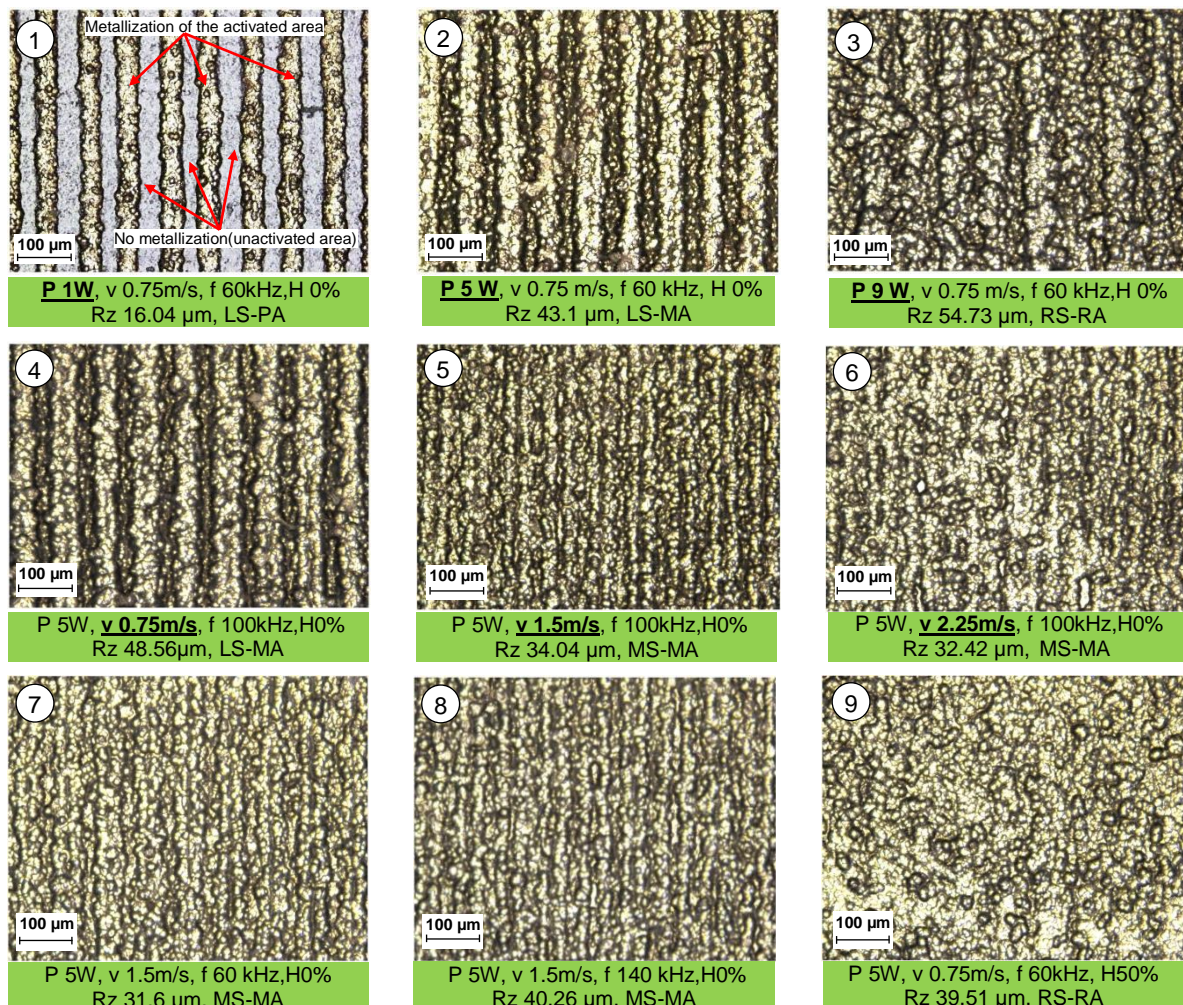 1
Metallization of the activated area
No metallization(unactivated area)
100 µm
P 1W, v 0.75m/s, f 60kHz,H 0%
Rz 16.04 µm, LS-PA
2
100 µm
P 5 W, v 0.75 m/s, f 60 kHz, H 0%
Rz 43.1 µm, LS-MA
3
100 µm
P 9 W, v 0.75 m/s, f 60 kHz,H 0%
Rz 54.73 µm, RS-RA
4
100 µm
P 5W, v 0.75m/s, f 100kHz,H0%
Rz 48.56µm, LS-MA
5
100 µm
P 5W, v 1.5m/s, f 100kHz,H0%
Rz 34.04 µm, MS-MA
6
100 µm
P 5W, v 2.25m/s, f 100kHz,H0%
Rz 32.42 µm, MS-MA
7
100 µm
P 5W, v 1.5m/s, f 60 kHz,H0%
Rz 31.6 µm, MS-MA
8
100 µm
P 5W, v 1.5m/s, f 140 kHz,H0%
Rz 40.26 µm, MS-MA
9
100 µm
P 5W, v 0.75m/s, f 60kHz, H50%
Rz 39.51 µm, RS-RA